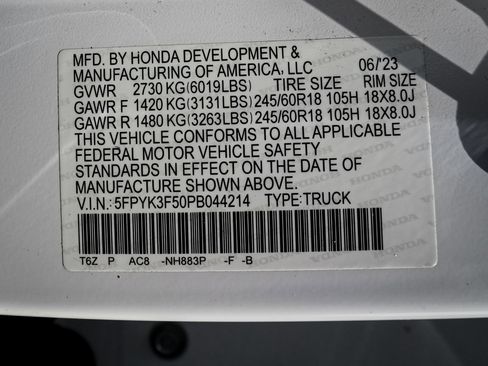 MFD. BY HONDA DEVELOPMENT &
MANUFACTURING OF AMERICA, LLC 06/'23
GVWR 2730 KG(6019LBS) TIRE SIZE RIM SIZE
GAWR F 1420 KG(3131LBS) 245/60R18 105H 18X8.0J
GAWR R 1480 KG(3263LBS) 245/60R18 105H 18X8.0J
THIS VEHICLE CONFORMS TO ALL APPLICABLE
FEDERAL MOTOR VEHICLE SAFETY
STANDARDS IN EFFECT ON THE DATE OF
MANUFACTURE SHOWN ABOVE.
V.I.N.: 5FPYK3F50PB044214 TYPE:TRUCK
T6Z P AC8 -NH883P -F -B